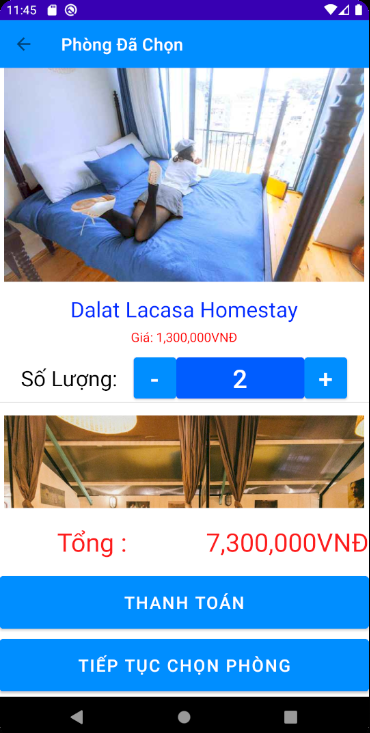 11:45
Phòng Đã Chọn
Dalat Lacasa Homestay
Giá: 1,300,000VNĐ
Số Lượng: - 2 +
Tổng : 7,300,000VNĐ
THANH TOÁN
TIẾP TỤC CHỌN PHÒNG